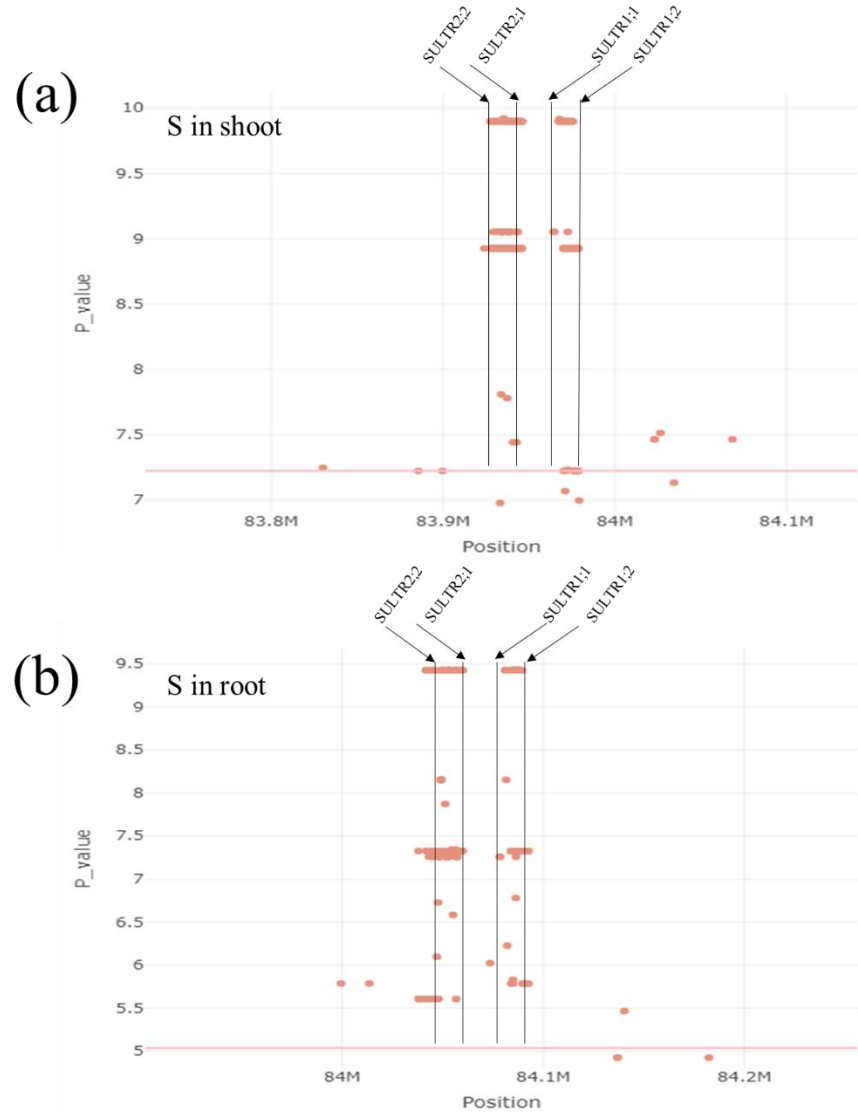 SULTR2;2
SULTR2;1
SULTR1;1
SULTR1;2
(a)
S in shoot
10
9.5
9
8.5
8
7.5
7
P_value
83.8M
83.9M
84M
84.1M
Position
SULTR2;2
SULTR2;1
SULTR1;1
SULTR1;2
(b)
S in root
9.5
9
8.5
8
7.5
7
6.5
6
5.5
5
P_value
84M
84.1M
84.2M
Position